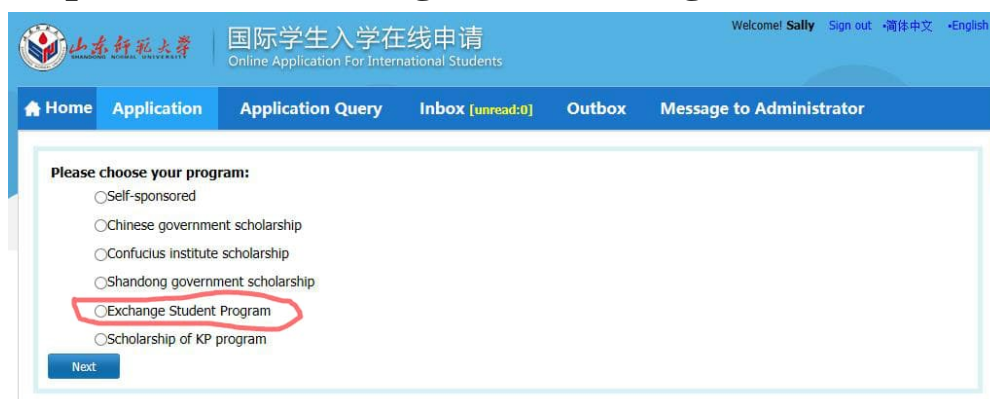 Welcome! Sally Sign out •简体中文 •English
山东师范大学
SHANDONG NORMAL UNIVERSITY
国际学生入学在线申请
Online Application For International Students
Home Application Application Query Inbox [unread:0] Outbox Message to Administrator
Please choose your program:
Self-sponsored
Chinese government scholarship
Confucius institute scholarship
Shandong government scholarship
Exchange Student Program
Scholarship of KP program
Next